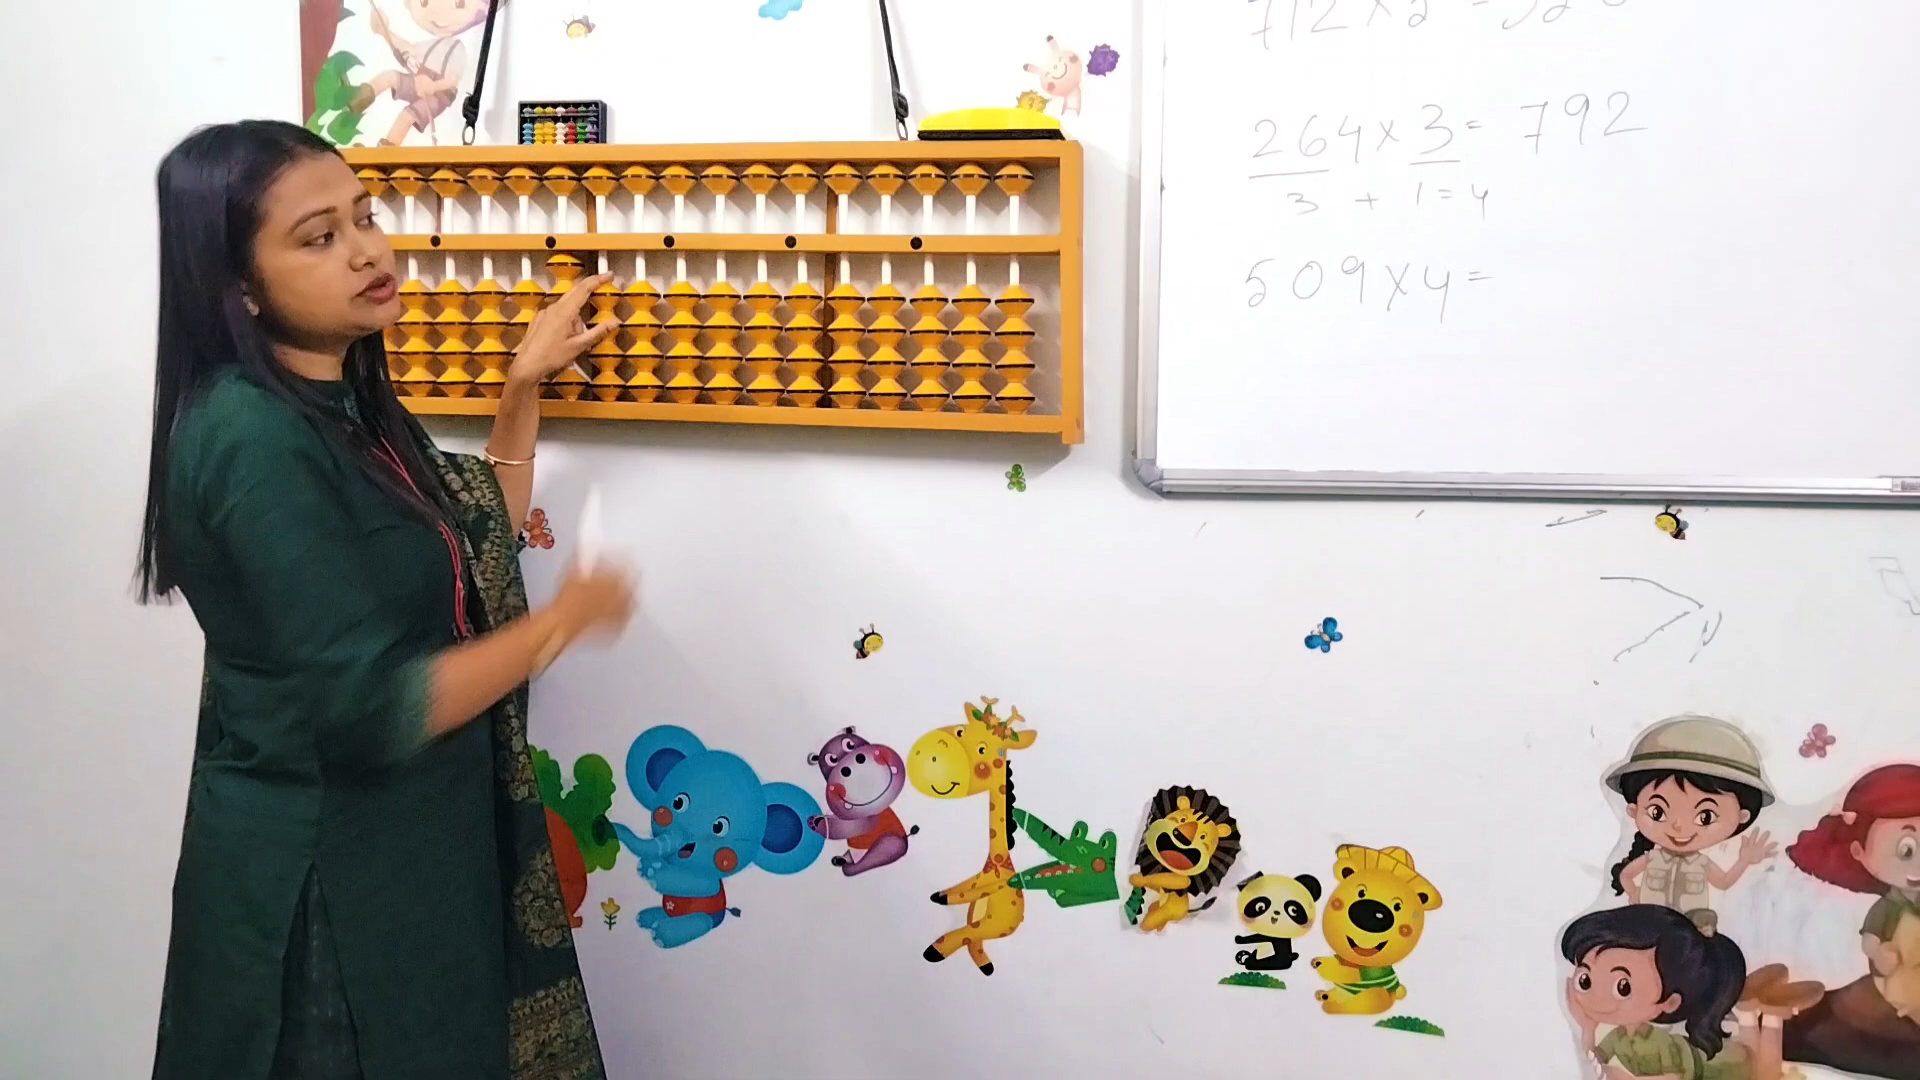 264×3= 792
3 + 1=4
509×4=